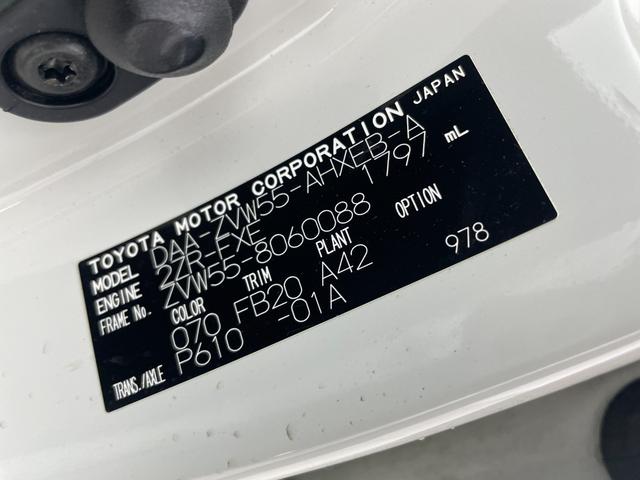 TOYOTA MOTOR CORPORATION JAPAN
MODEL DAA-ZVW55-AHXEB-A
ENGINE 2ZR-FXE 1797 mL
FRAME No. ZVW55-8060088
COLOR TRIM PLANT OPTION
070 FB20 A42 978
TRANS./AXLE P610 -01A